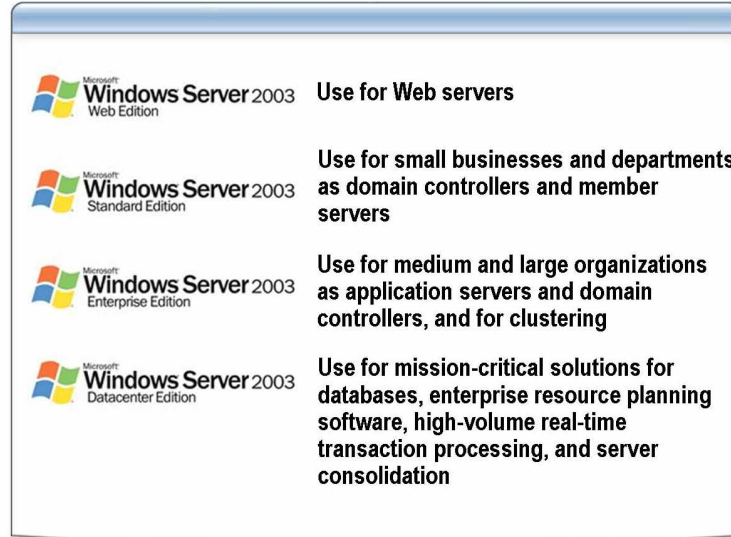 Microsoft
Windows Server 2003
Web Edition
Use for Web servers
Microsoft
Windows Server 2003
Standard Edition
Use for small businesses and departments
as domain controllers and member
servers
Microsoft
Windows Server 2003
Enterprise Edition
Use for medium and large organizations
as application servers and domain
controllers, and for clustering
Microsoft
Windows Server 2003
Datacenter Edition
Use for mission-critical solutions for
databases, enterprise resource planning
software, high-volume real-time
transaction processing, and server
consolidation